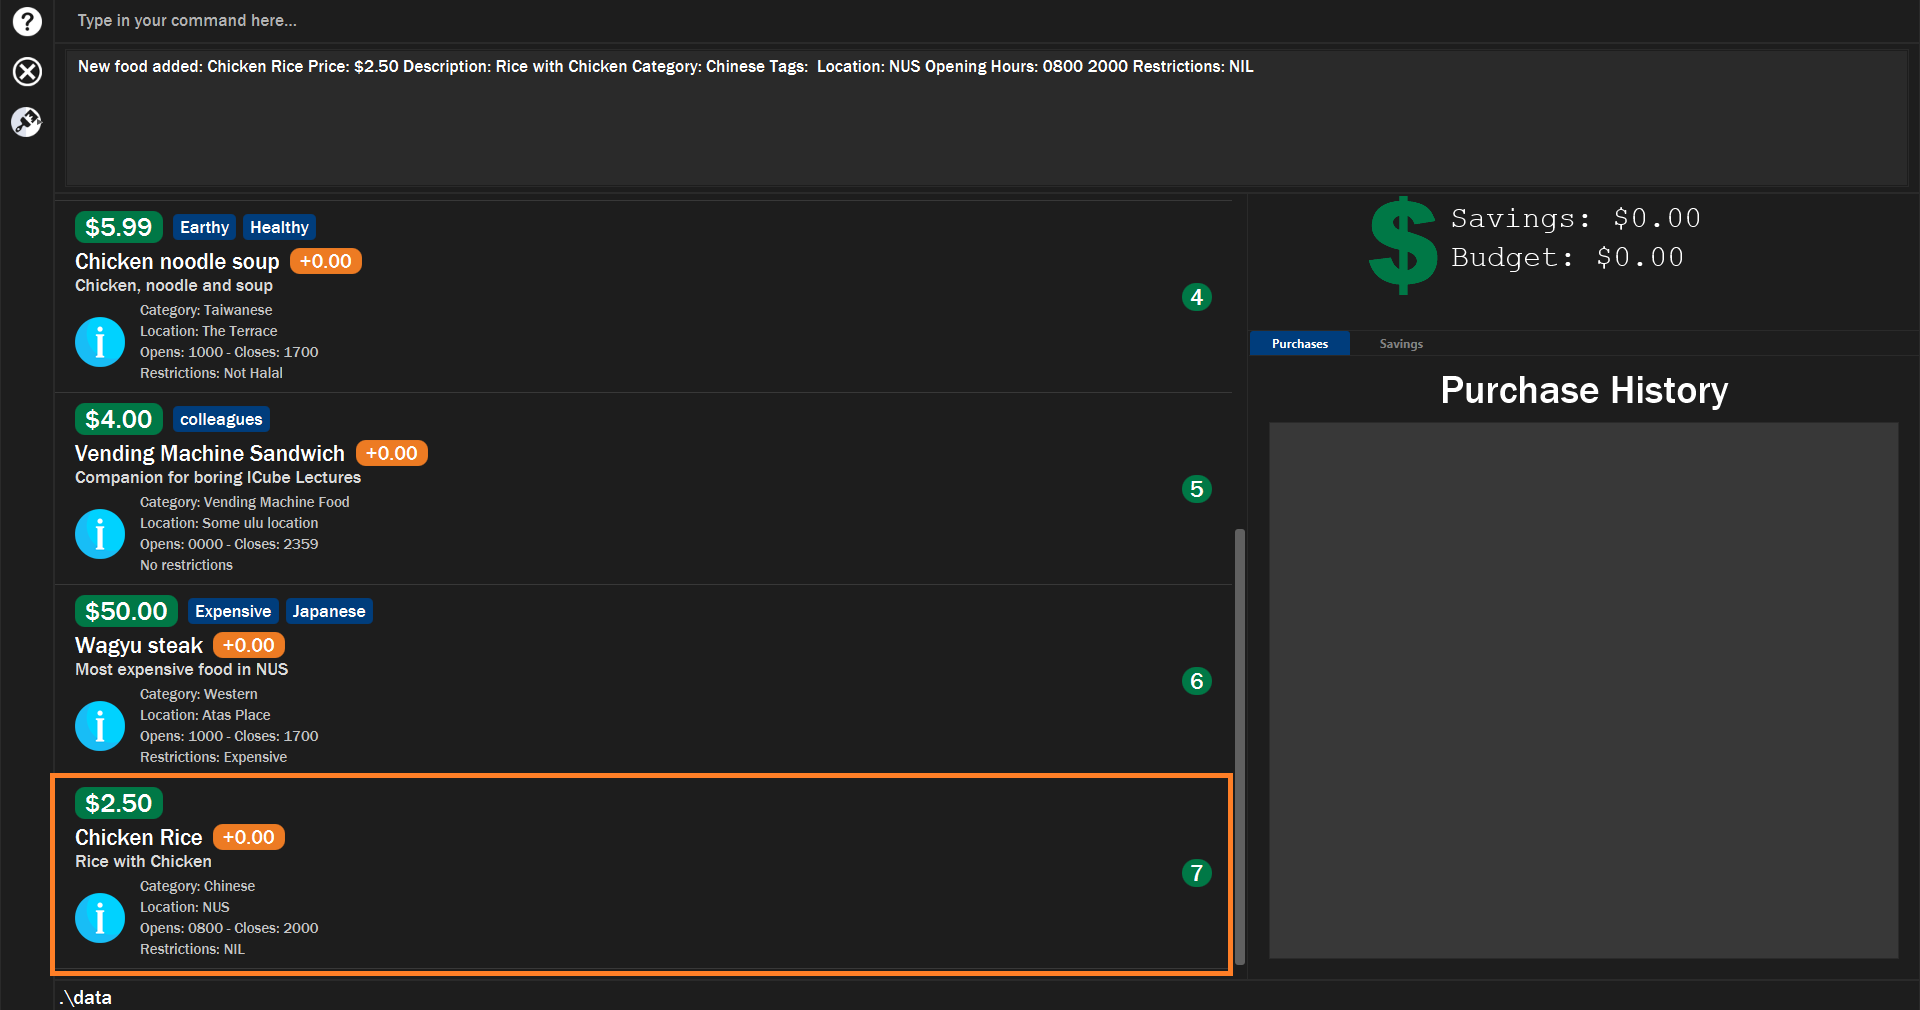 ?
Type in your command here...
New food added: Chicken Rice Price: $2.50 Description: Rice with Chicken Category: Chinese Tags:  Location: NUS Opening Hours: 0800 2000 Restrictions: NIL
$5.99 Earthy Healthy
Chicken noodle soup +0.00
Chicken, noodle and soup
i
Category: Taiwanese
Location: The Terrace
Opens: 1000 - Closes: 1700
Restrictions: Not Halal
4
$4.00 colleagues
Vending Machine Sandwich +0.00
Companion for boring ICube Lectures
i
Category: Vending Machine Food
Location: Some ulu location
Opens: 0000 - Closes: 2359
No restrictions
5
$50.00 Expensive Japanese
Wagyu steak +0.00
Most expensive food in NUS
i
Category: Western
Location: Atas Place
Opens: 1000 - Closes: 1700
Restrictions: Expensive
6
$2.50
Chicken Rice +0.00
Rice with Chicken
i
Category: Chinese
Location: NUS
Opens: 0800 - Closes: 2000
Restrictions: NIL
7
$
Savings: $0.00
Budget: $0.00
Purchases Savings
Purchase History
.\data